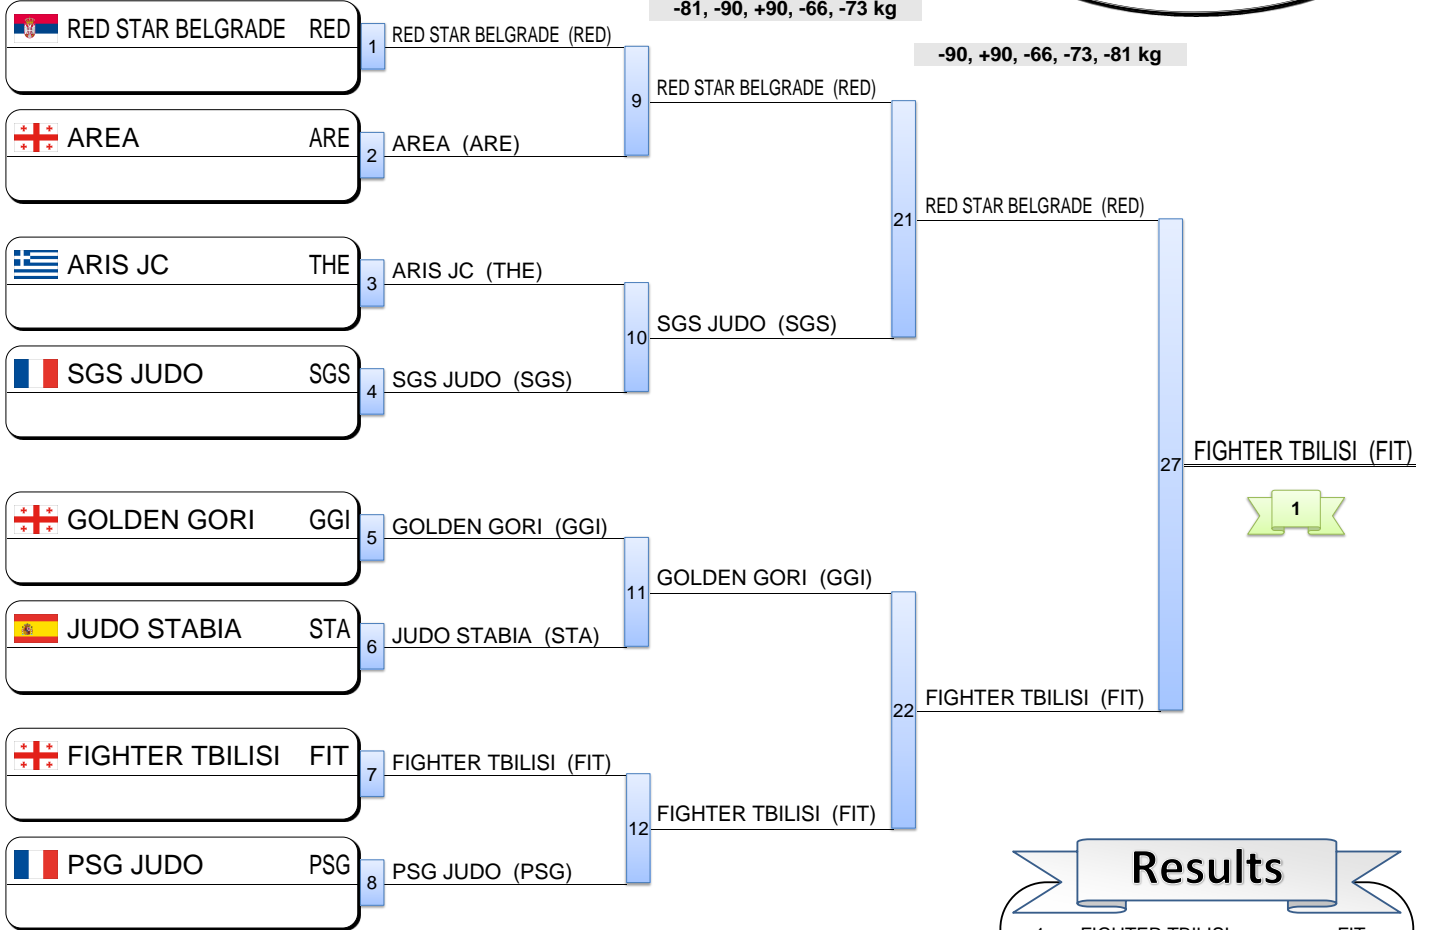 -81, -90, +90, -66, -73 kg
-90, +90, -66, -73, -81 kg
RED STAR BELGRADE RED
1 RED STAR BELGRADE (RED)
9 RED STAR BELGRADE (RED)
AREA ARE
2 AREA (ARE)
21 RED STAR BELGRADE (RED)
ARIS JC THE
3 ARIS JC (THE)
10 SGS JUDO (SGS)
SGS JUDO SGS
4 SGS JUDO (SGS)
27 FIGHTER TBILISI (FIT)
1
GOLDEN GORI GGI
5 GOLDEN GORI (GGI)
11 GOLDEN GORI (GGI)
JUDO STABIA STA
6 JUDO STABIA (STA)
22 FIGHTER TBILISI (FIT)
FIGHTER TBILISI FIT
7 FIGHTER TBILISI (FIT)
12 FIGHTER TBILISI (FIT)
PSG JUDO PSG
8 PSG JUDO (PSG)
Results
1 FIGHTER TBILISI FIT